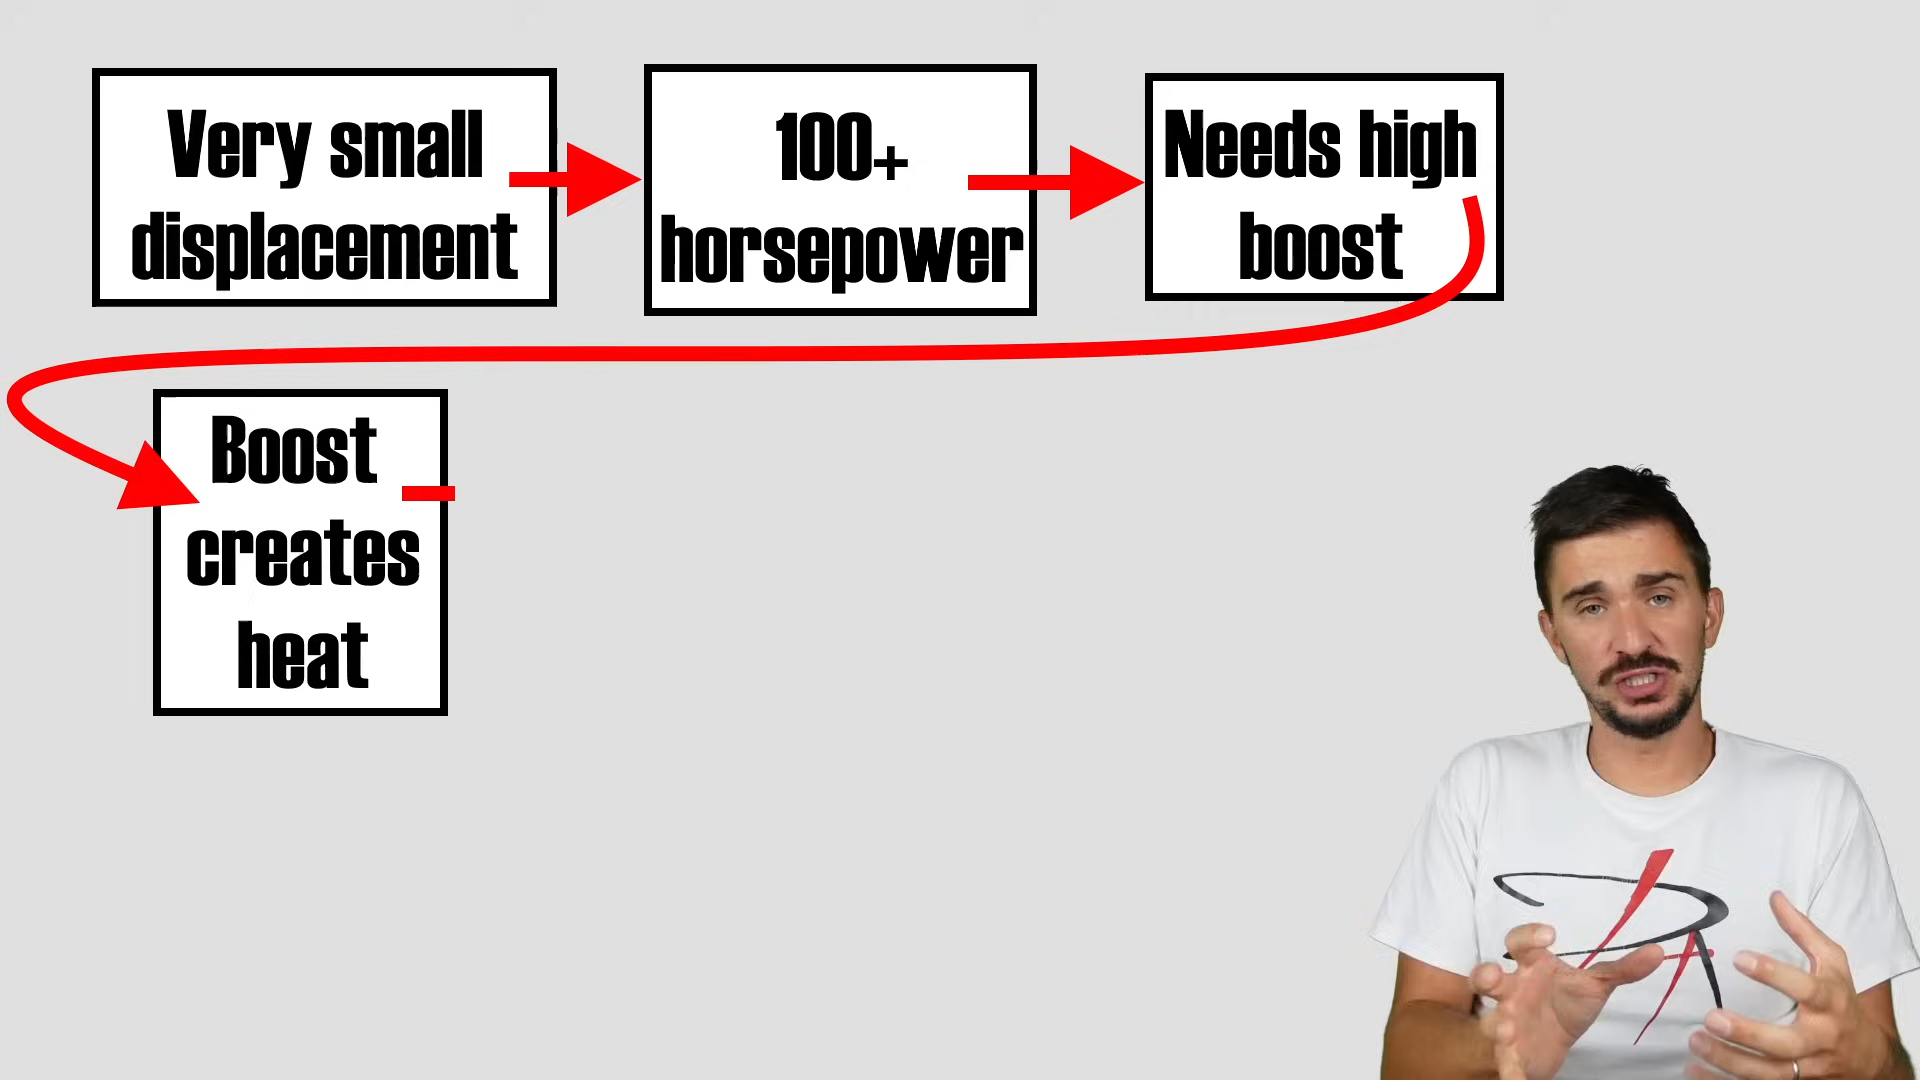 Very small
displacement
100+
horsepower
Needs high
boost
Boost
creates
heat